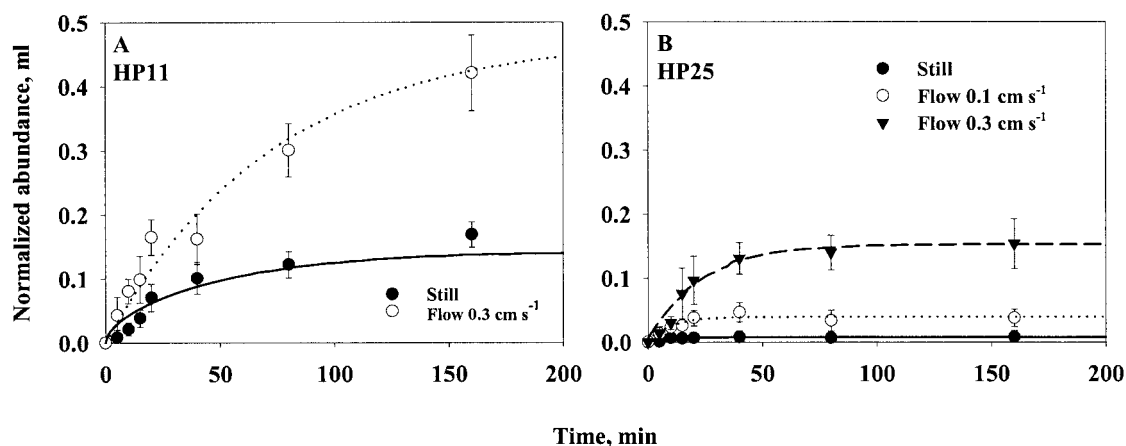 Normalized abundance, ml
0.5
0.4
0.3
0.2
0.1
0.0
A
HP11
Still
Flow 0.3 cm s⁻¹
0
50
100
150
200
0.5
0.4
0.3
0.2
0.1
0.0
B
HP25
Still
Flow 0.1 cm s⁻¹
Flow 0.3 cm s⁻¹
0
50
100
150
200
Time, min